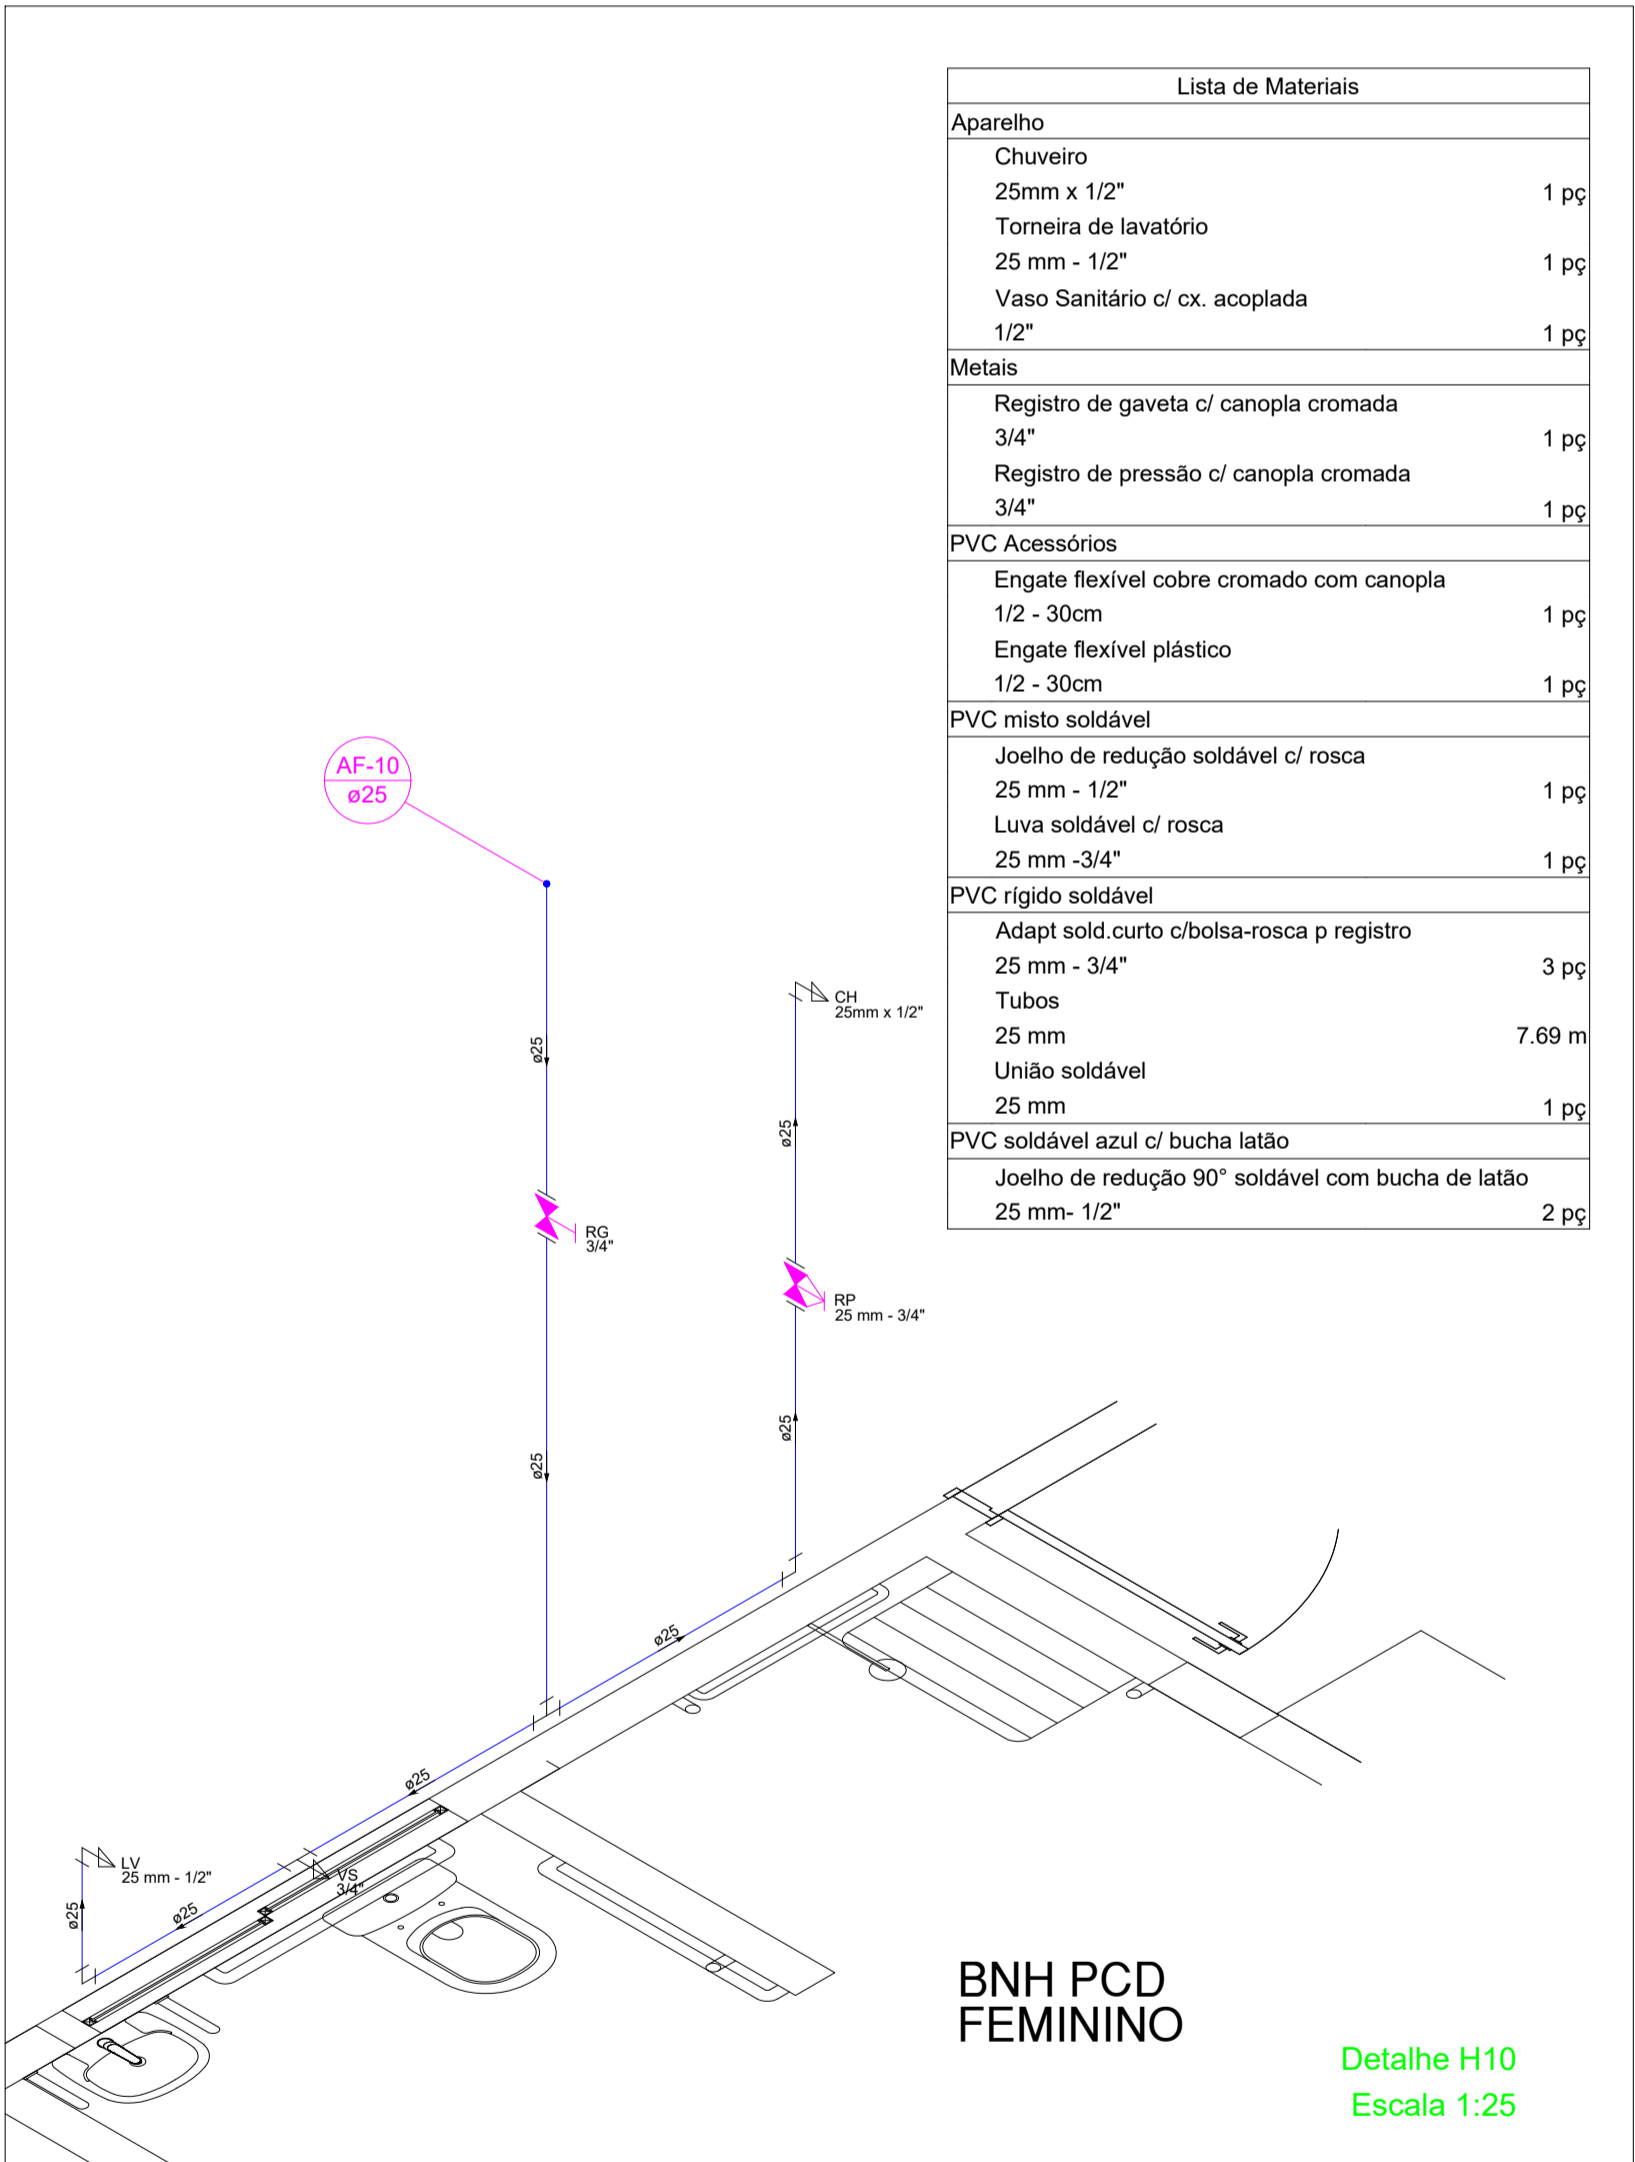 Lista de Materiais
Aparelho
Chuveiro
25mm x 1/2" 1 pç
Torneira de lavatório
25 mm - 1/2" 1 pç
Vaso Sanitário c/ cx. acoplada
1/2" 1 pç
Metais
Registro de gaveta c/ canopla cromada
3/4" 1 pç
Registro de pressão c/ canopla cromada
3/4" 1 pç
PVC Acessórios
Engate flexível cobre cromado com canopla
1/2 - 30cm 1 pç
Engate flexível plástico
1/2 - 30cm 1 pç
PVC misto soldável
Joelho de redução soldável c/ rosca
25 mm - 1/2" 1 pç
Luva soldável c/ rosca
25 mm -3/4" 1 pç
PVC rígido soldável
Adapt sold.curto c/bolsa-rosca p registro
25 mm - 3/4" 3 pç
Tubos
25 mm 7.69 m
União soldável
25 mm 1 pç
PVC soldável azul c/ bucha latão
Joelho de redução 90° soldável com bucha de latão
25 mm- 1/2" 2 pç
AF-10
ø25
CH
25mm x 1/2"
ø25
ø25
RG
3/4"
RP
25 mm - 3/4"
ø25
ø25
ø25
ø25
LV
25 mm - 1/2"
VS
3/4"
ø25
ø25
BNH PCD
FEMININO
Detalhe H10
Escala 1:25